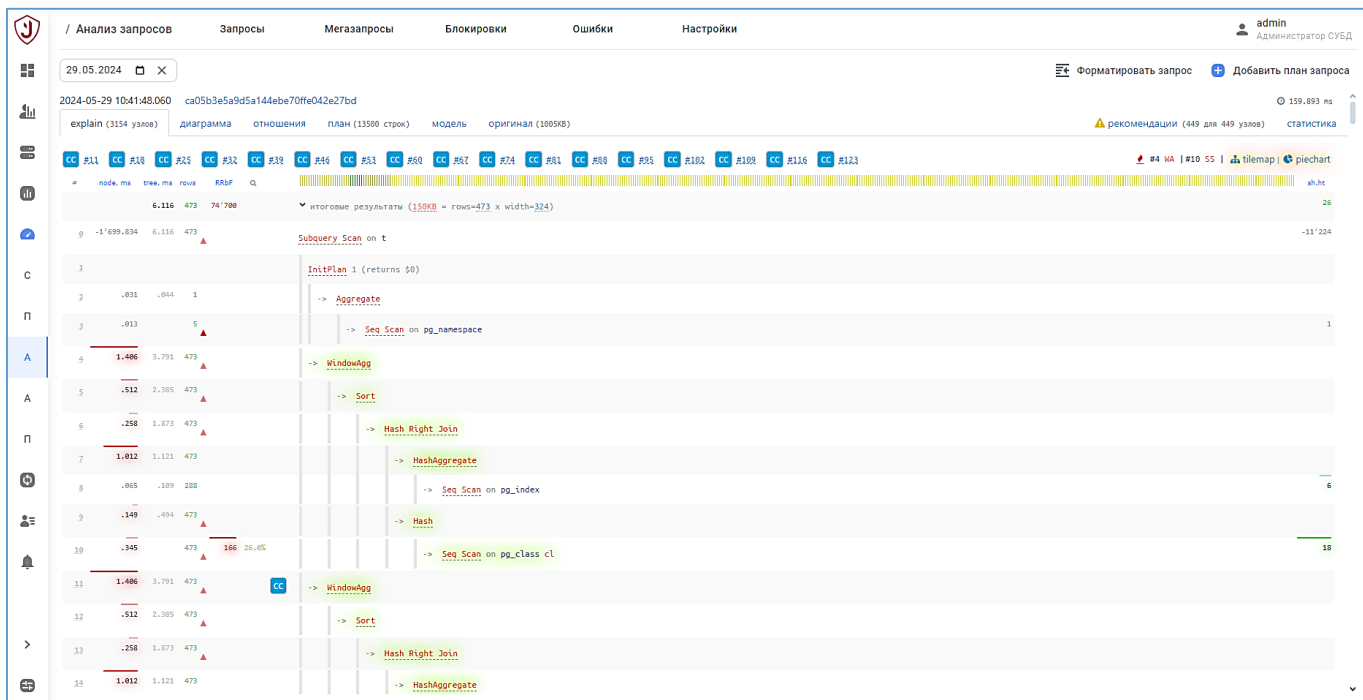 / Анализ запросов Запросы Мегазапросы Блокировки Ошибки Настройки admin
Администратор СУБД
29.05.2024 Форматировать запрос Добавить план запроса
2024-05-29 10:41:48.060 ca05b3e5a9d5a144ebe70ffe042e27bd 159.893 ms
explain (3154 узлов) диаграмма отношения план (13500 строк) модель оригинал (1005KB) рекомендации (449 для 449 узлов) статистика
CC #11 CC #18 CC #25 CC #32 CC #39 CC #46 CC #53 CC #60 CC #67 CC #74 CC #81 CC #88 CC #95 CC #102 CC #109 CC #116 CC #123 #4 WA | #10 SS | tilemap | piechart
# node, ms tree, ms rows RRbF sh.ht
6.116 473 74'700 итоговые результаты (150KB = rows=473 x width=324) 26
0 -1'699.834 6.116 473 Subquery Scan on t -11'224
1 InitPlan 1 (returns $0)
С
2 .031 .044 1 -> Aggregate
П
3 .013 5 -> Seq Scan on pg_namespace 1
А
4 1.406 3.791 473 -> WindowAgg
5 .512 2.385 473 -> Sort
А
6 .258 1.873 473 -> Hash Right Join
П
7 1.012 1.121 473 -> HashAggregate
8 .065 .109 288 -> Seq Scan on pg_index 6
9 .149 .494 473 -> Hash
10 .345 473 166 26.0% -> Seq Scan on pg_class cl 18
11 1.406 3.791 473 CC -> WindowAgg
12 .512 2.385 473 -> Sort
13 .258 1.873 473 -> Hash Right Join
14 1.012 1.121 473 -> HashAggregate